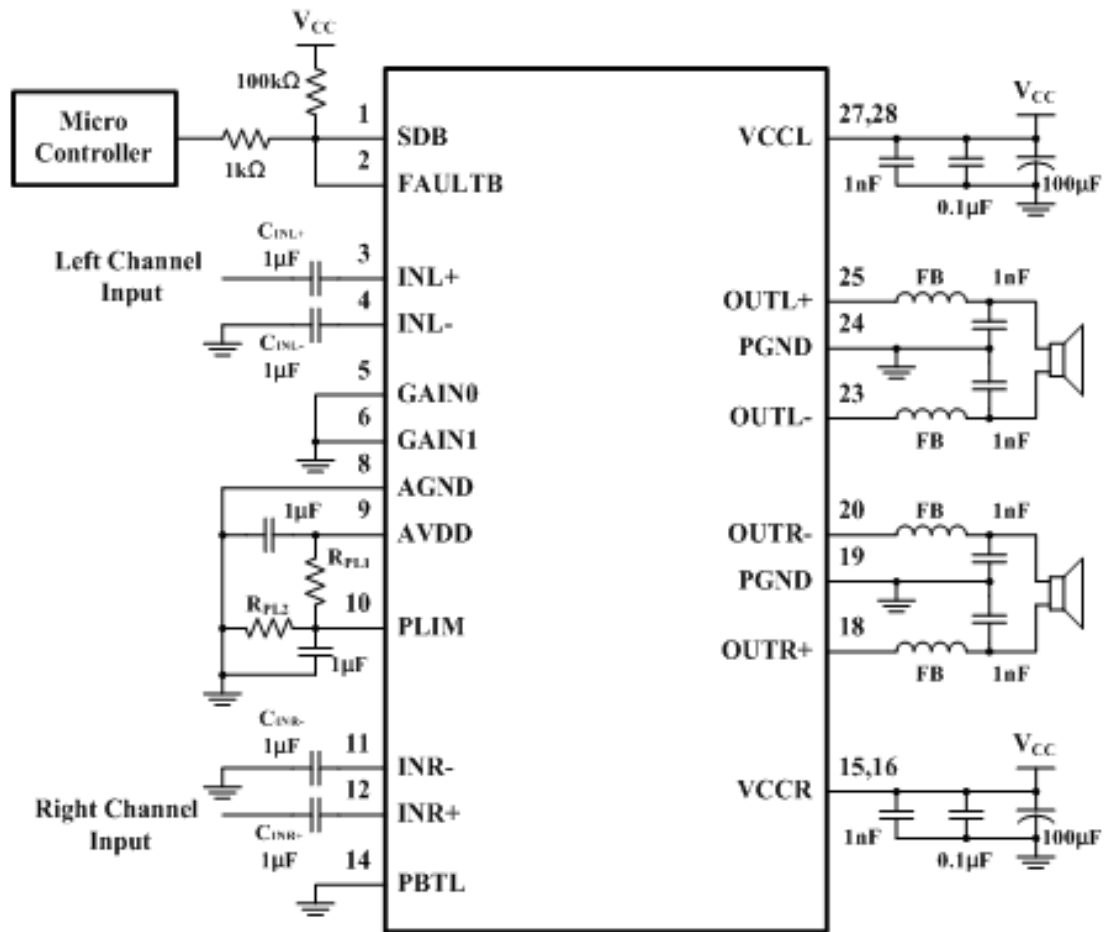 VCC
100kΩ
Micro
Controller
1kΩ
1
SDB
2
FAULTB
Left Channel
Input
CINL+
1μF
3
INL+
4
INL-
CINL-
1μF
5
GAIN0
6
GAIN1
8
AGND
9
1μF
AVDD
RPL1
10
RPL2
PLIM
1μF
CINR-
1μF
11
INR-
12
Right Channel
Input
INR+
CINR+
1μF
14
PBTL
27,28
VCCL
VCC
1nF
0.1μF
100μF
25
FB
1nF
OUTL+
24
PGND
23
OUTL-
FB
1nF
20
FB
1nF
OUTR-
19
PGND
18
OUTR+
FB
1nF
15,16
VCCR
VCC
1nF
0.1μF
100μF